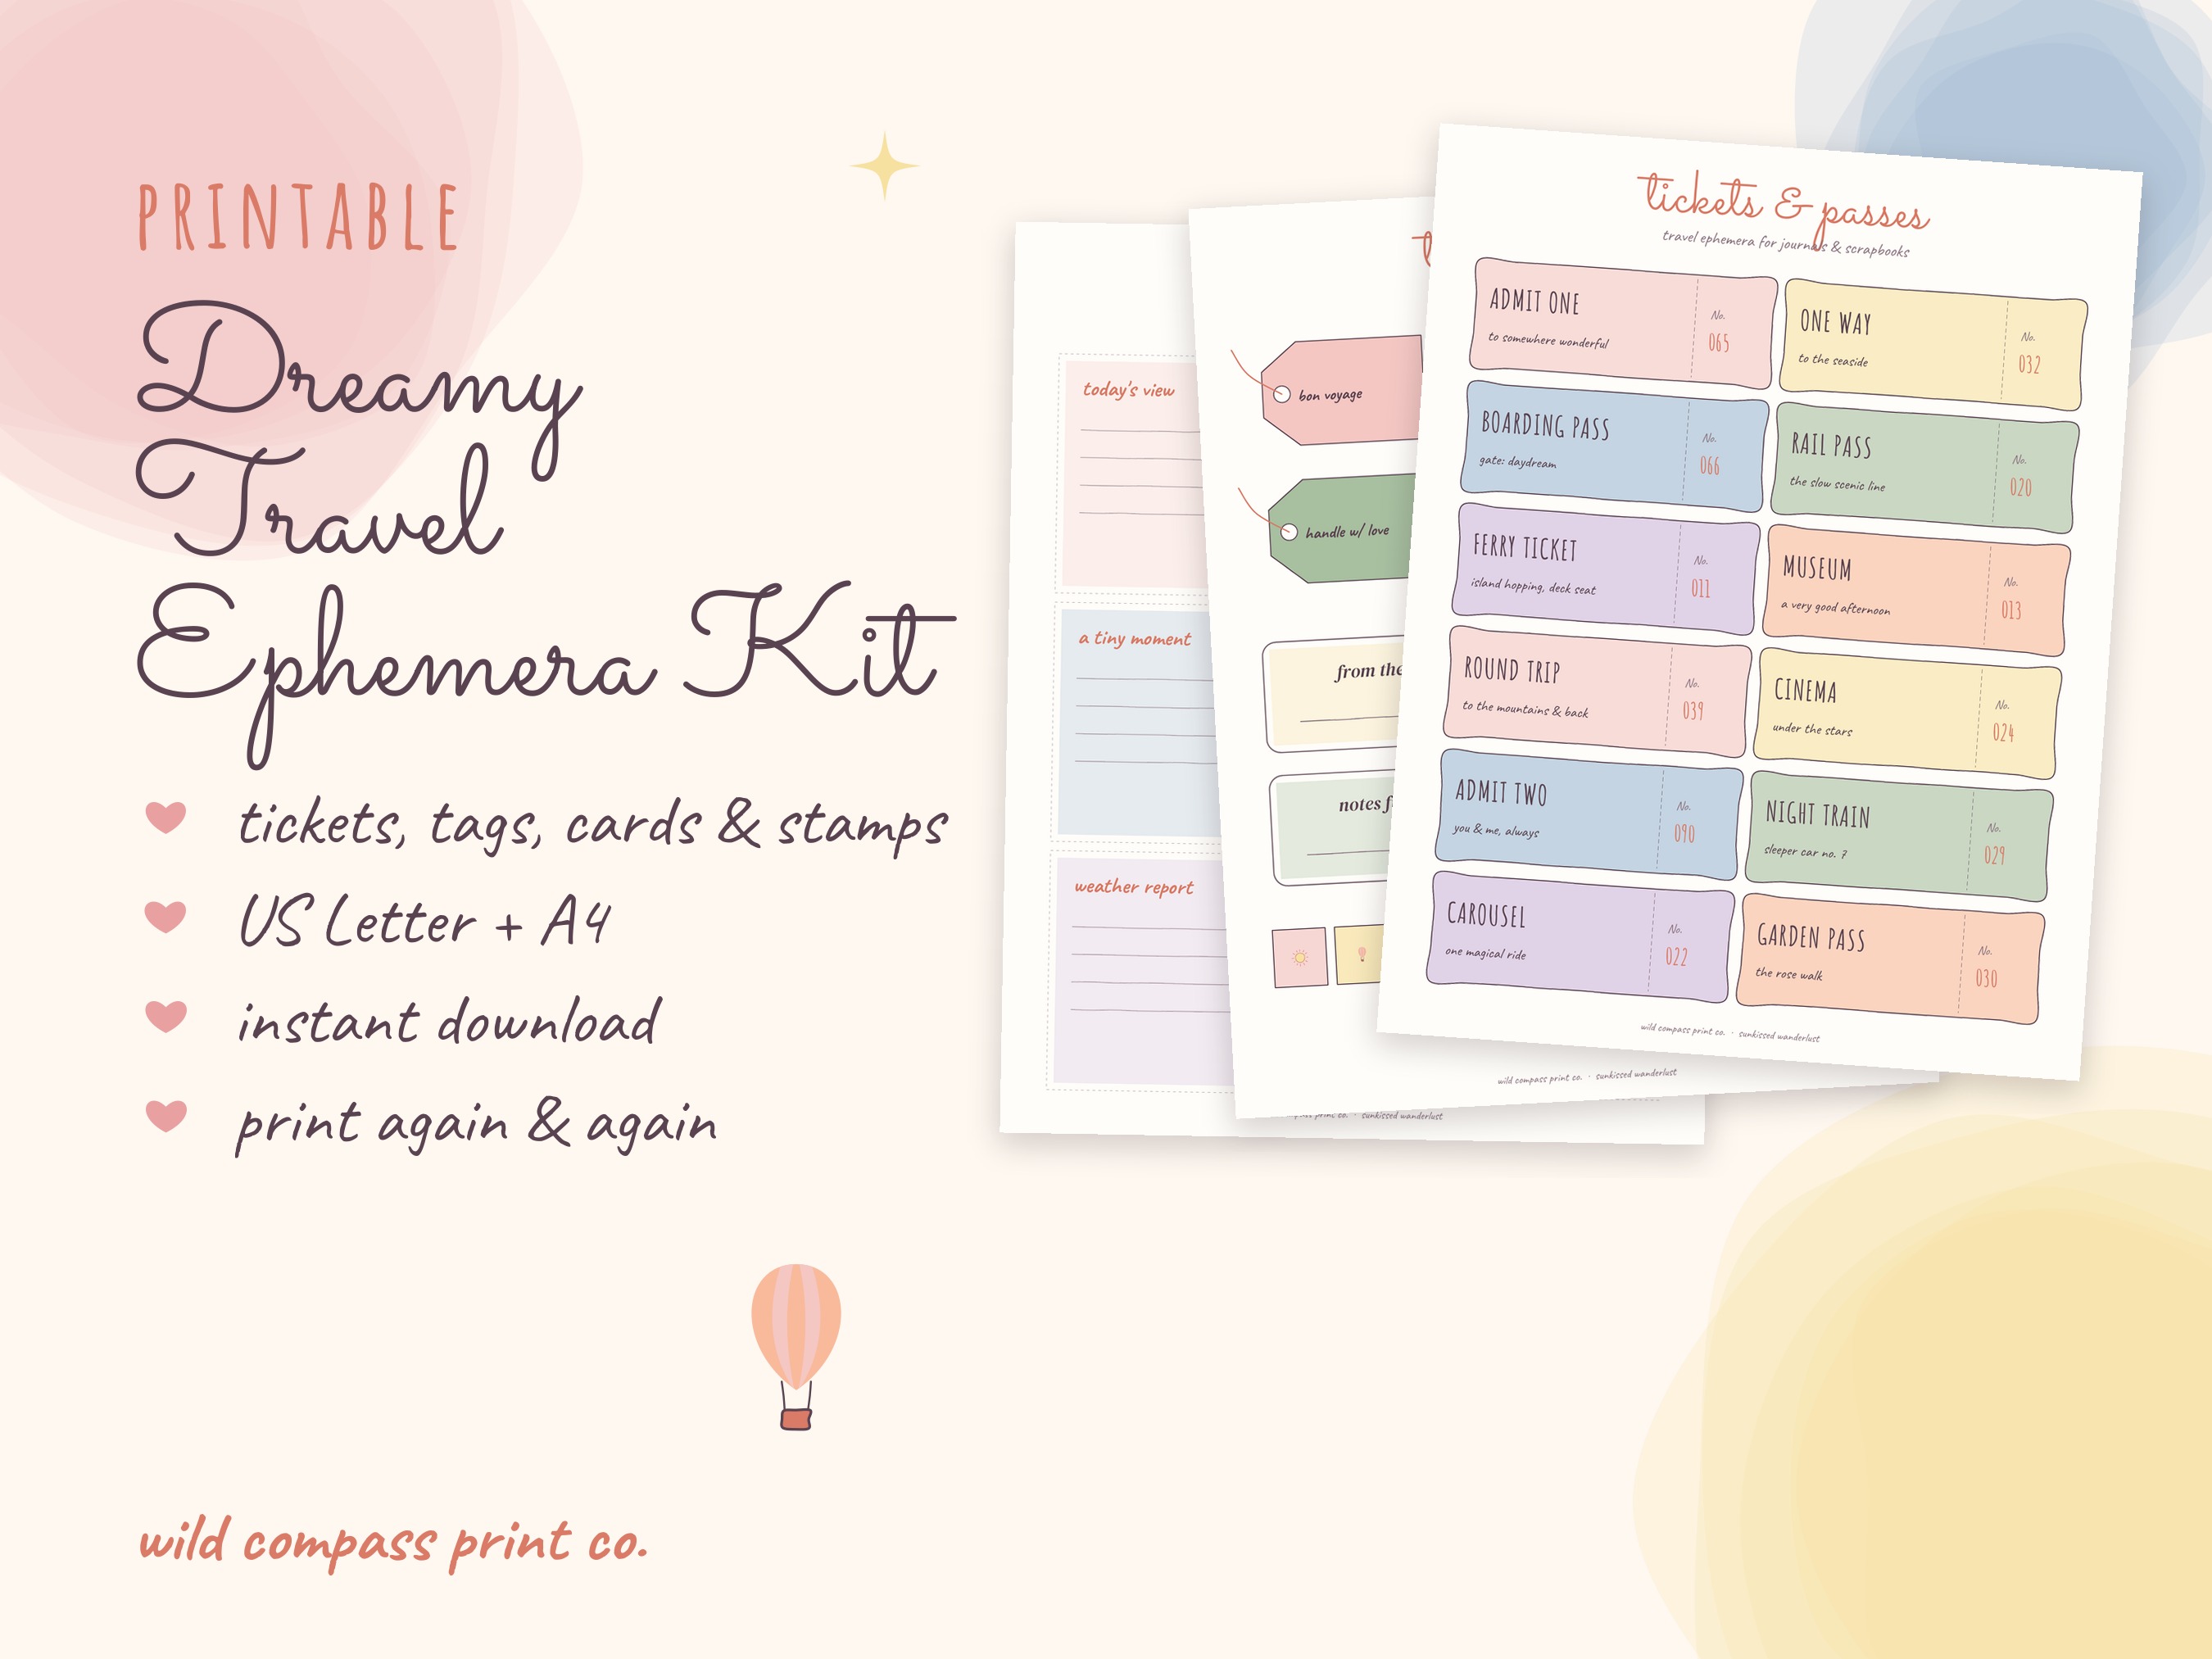 PRINTABLE
Dreamy
Travel
Ephemera Kit
tickets, tags, cards & stamps
US Letter + A4
instant download
print again & again
wild compass print co.
today's view
a tiny moment
weather report
print co. · sunkissed wanderlust
bon voyage
handle w/ love
from the
notes
wild compass print co. · sunkissed wanderlust
tickets & passes
travel ephemera for journals & scrapbooks
ADMIT ONE
to somewhere wonderful
No.
065
ONE WAY
to the seaside
No.
032
BOARDING PASS
gate: daydream
No.
066
RAIL PASS
the slow scenic line
No.
020
FERRY TICKET
island hopping, deck seat
No.
011
MUSEUM
a very good afternoon
No.
013
ROUND TRIP
to the mountains & back
No.
039
CINEMA
under the stars
No.
024
ADMIT TWO
you & me, always
No.
090
NIGHT TRAIN
sleeper car no. 7
No.
029
CAROUSEL
one magical ride
No.
022
GARDEN PASS
the rose walk
No.
030
wild compass print co. · sunkissed wanderlust